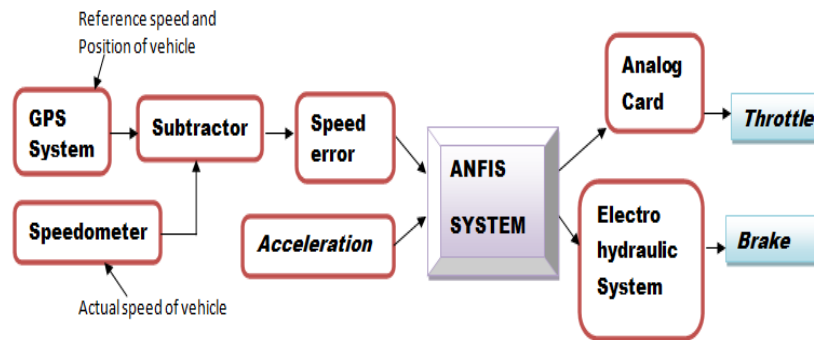 Reference speed and
Position of vehicle
GPS
System
Subtractor
Speed
error
Speedometer
Actual speed of vehicle
Acceleration
ANFIS
SYSTEM
Analog
Card
Throttle
Electro
hydraulic
System
Brake